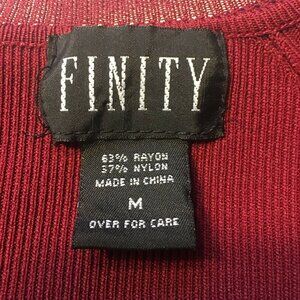 FINITY
63% RAYON
37% NYLON
MADE IN CHINA
M
OVER FOR CARE